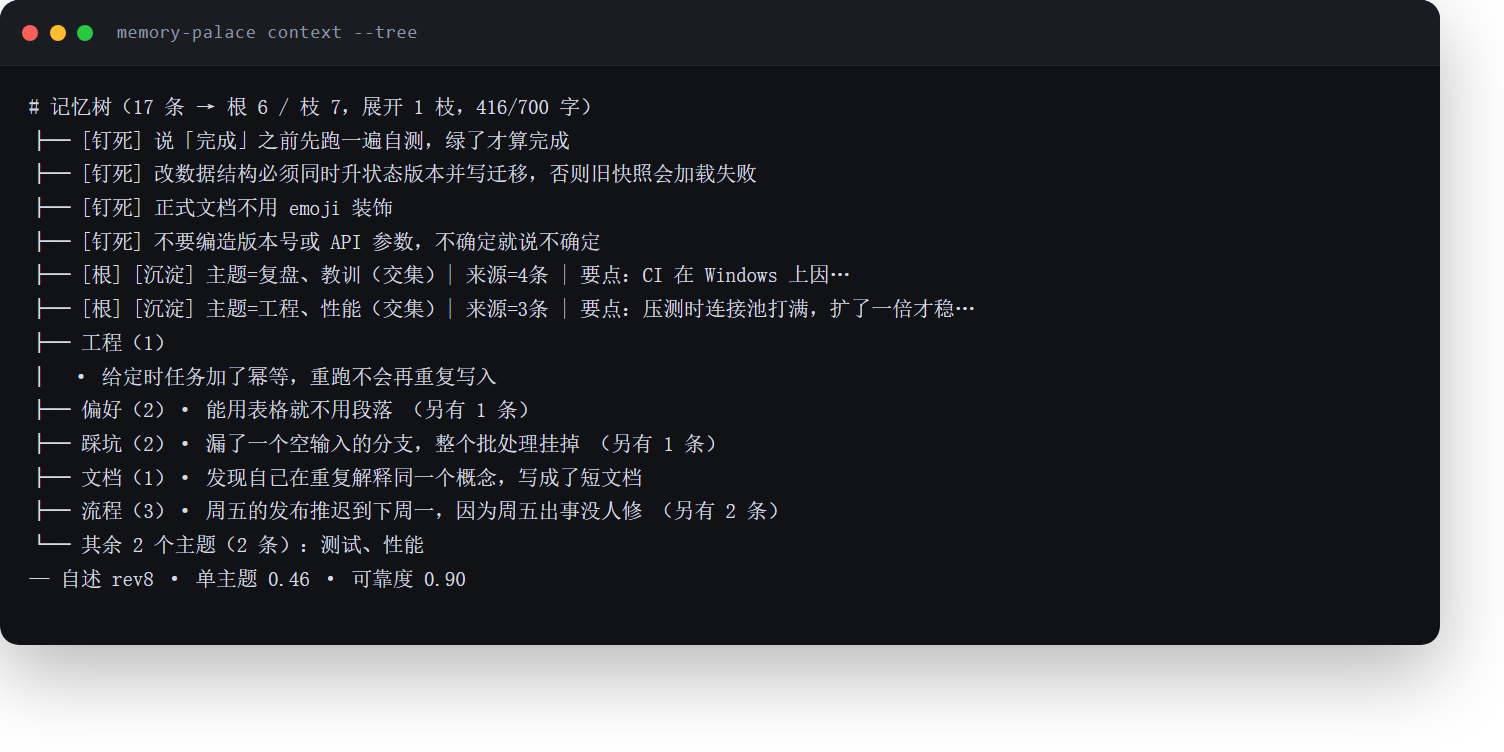 memory-palace context --tree
# 记忆树（17 条 → 根 6 / 枝 7，展开 1 枝，416/700 字）
├── [钉死] 说「完成」之前先跑一遍自测，绿了才算完成
├── [钉死] 改数据结构必须同时升状态版本并写迁移，否则旧快照会加载失败
├── [钉死] 正式文档不用 emoji 装饰
├── [钉死] 不要编造版本号或 API 参数，不确定就说不确定
├── [根] [沉淀] 主题=复盘、教训（交集）| 来源=4条 | 要点：CI 在 Windows 上因…
├── [根] [沉淀] 主题=工程、性能（交集）| 来源=3条 | 要点：压测时连接池打满，扩了一倍才稳…
├── 工程（1）
│   · 给定时任务加了幂等，重跑不会再重复写入
├── 偏好（2）· 能用表格就不用段落 （另有 1 条）
├── 踩坑（2）· 漏了一个空输入的分支，整个批处理挂掉 （另有 1 条）
├── 文档（1）· 发现自己在重复解释同一个概念，写成了短文档
├── 流程（3）· 周五的发布推迟到下周一，因为周五出事没人修 （另有 2 条）
└── 其余 2 个主题（2 条）：测试、性能
— 自述 rev8 · 单主题 0.46 · 可靠度 0.90